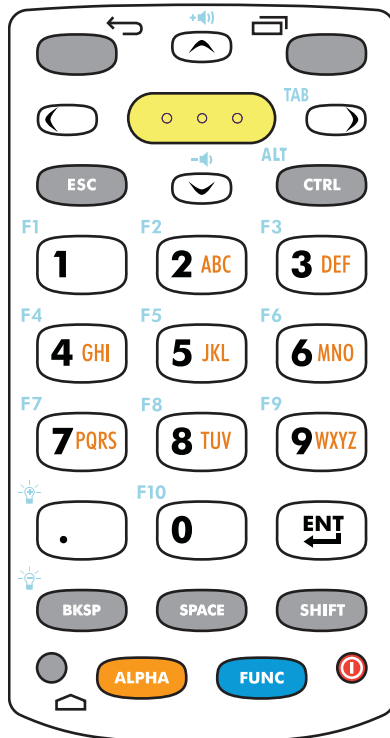 TAB
ALT
ESC CTRL
F1 F2 F3
1 2 ABC 3 DEF
F4 F5 F6
4 GHI 5 JKL 6 MNO
F7 F8 F9
7 PQRS 8 TUV 9 WXYZ
F10
. 0 ENT
BKSP SPACE SHIFT
ALPHA FUNC